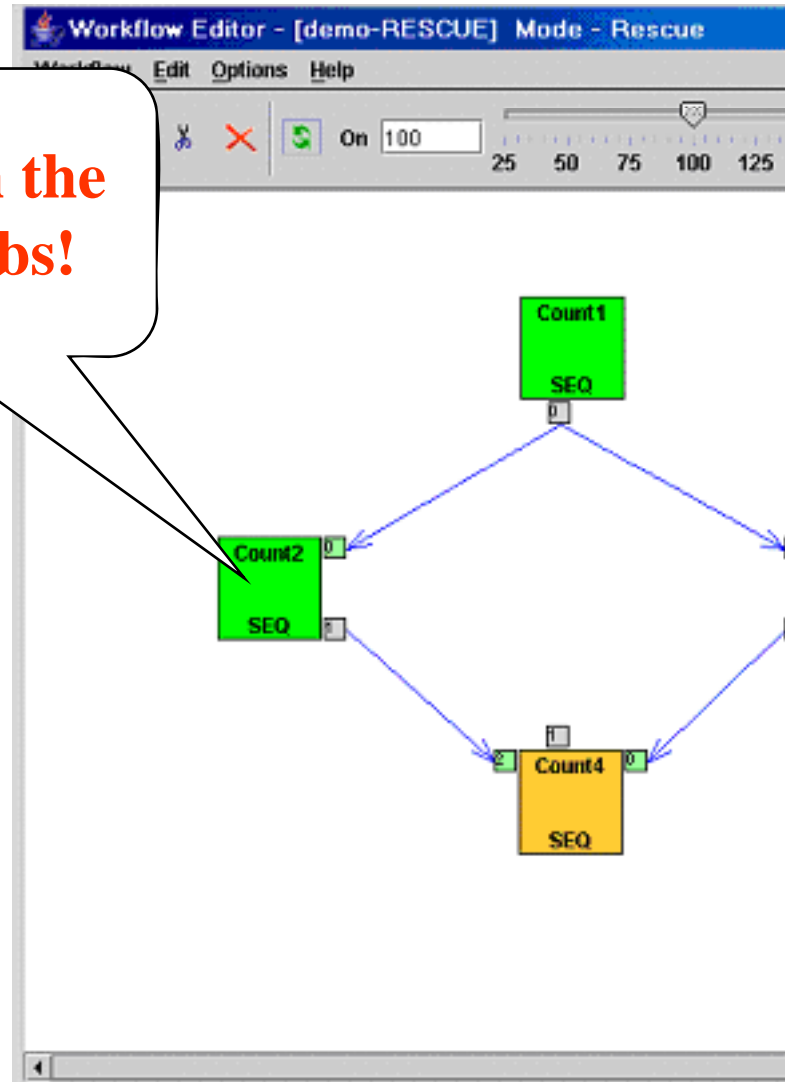 Workflow Editor - [demo-RESCUE] Mode - Rescue
Workflow Edit Options Help
On 100
25 50 75 100 125
the
bs!
Count1
SEQ
0
Count2 0
SEQ 1
1
2 Count4 0
SEQ